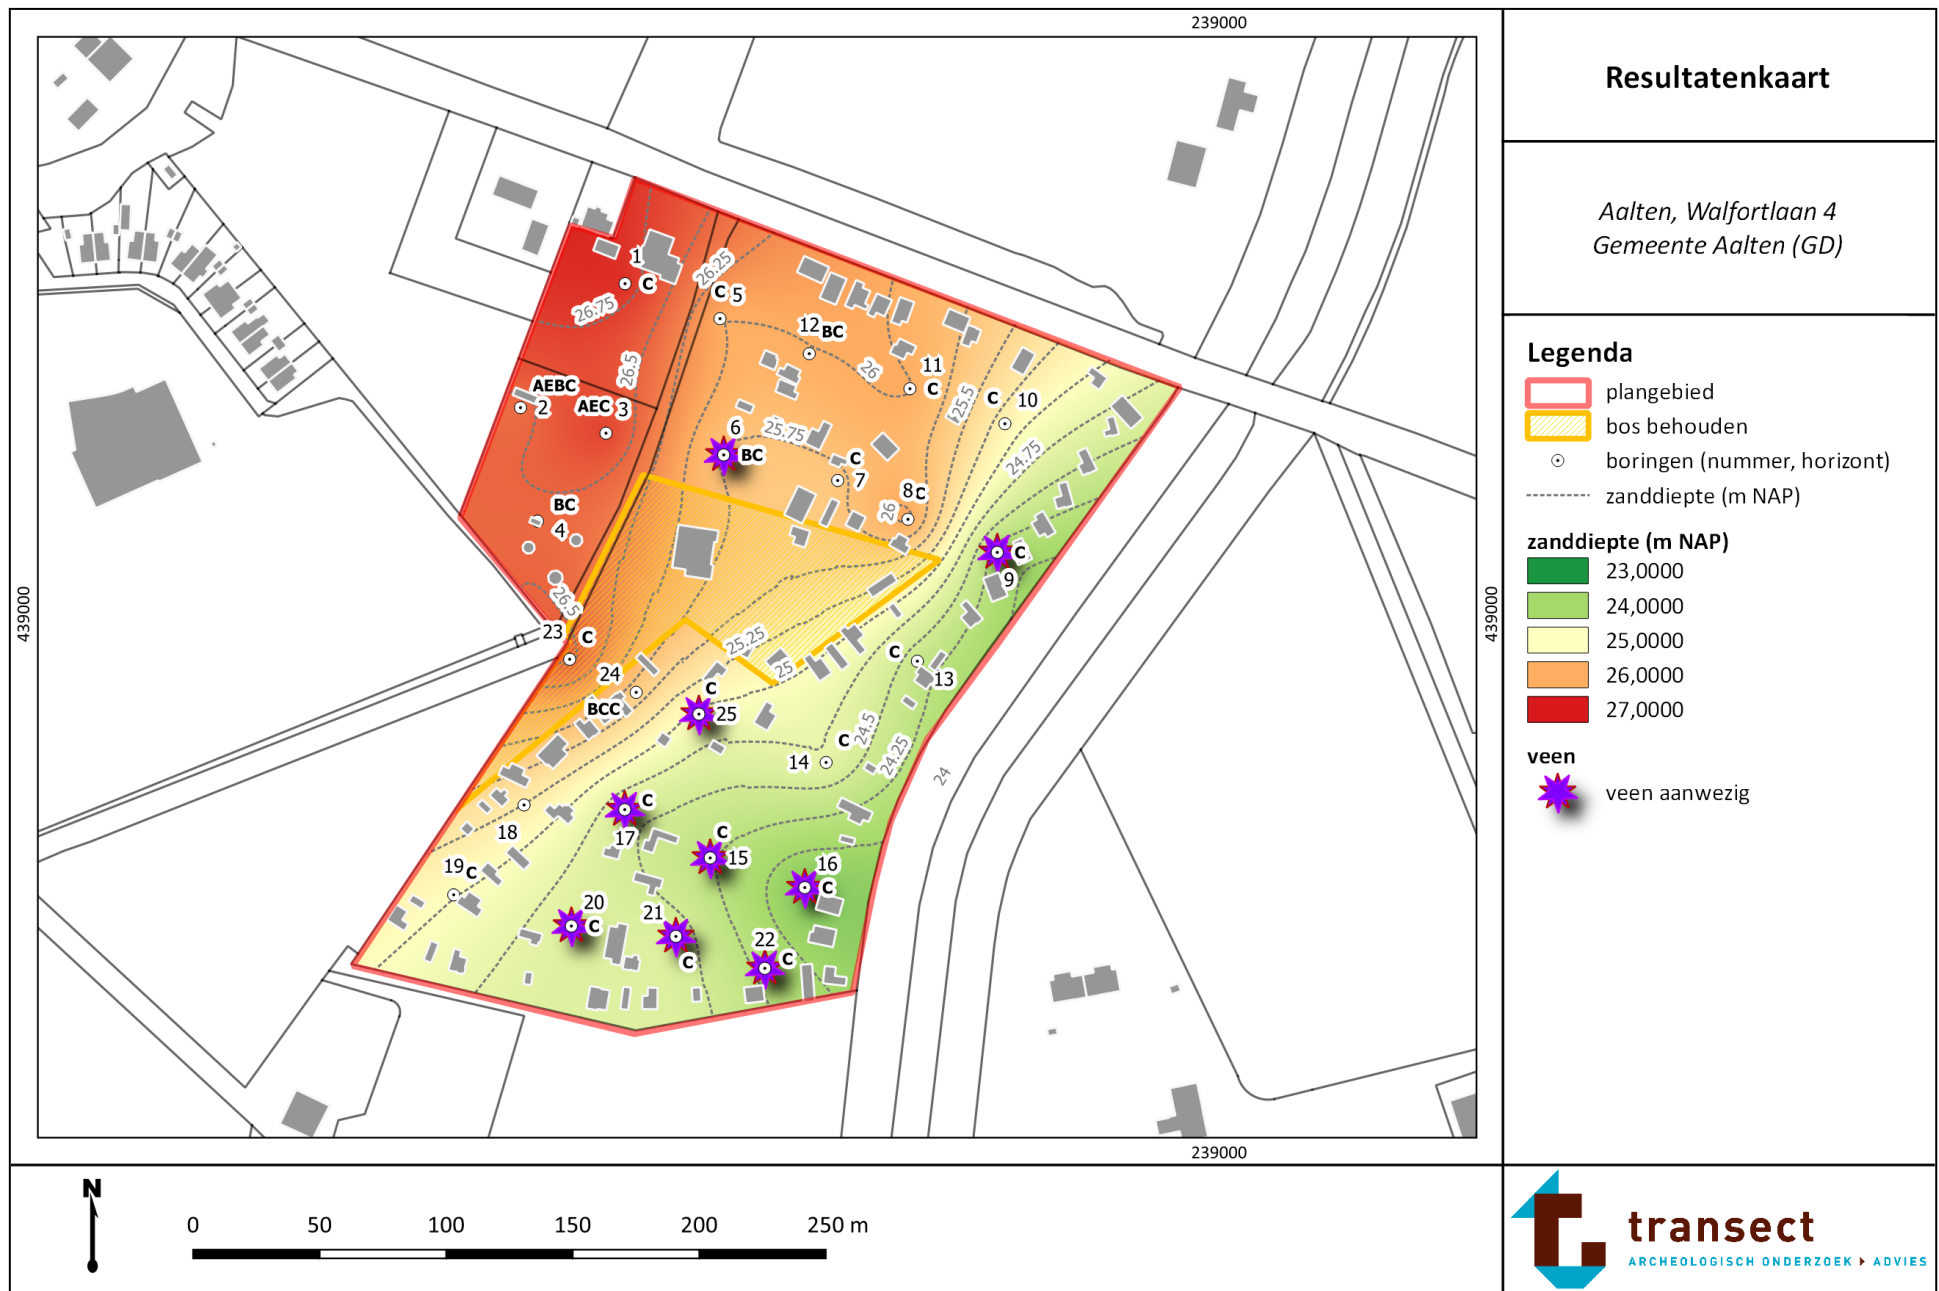 239000
Resultatenkaart
Aalten, Walfortlaan 4
Gemeente Aalten (GD)
Legenda
plangebied
bos behouden
boringen (nummer, horizont)
zanddiepte (m NAP)
zanddiepte (m NAP)
23,0000
24,0000
25,0000
26,0000
27,0000
veen
veen aanwezig
439000
439000
1
C
26.75
26.25
C 5
12 BC
26
11
C
26.5
AEBC
2
AEC 3
25.5
C 10
6
BC
25.75
24.75
C
7
8 C
26
BC
4
C
9
26.5
23 C
25.25
25
24
BCC
C
13
C
25
24.5
C
14
24.25
24
C
17
18
C
15
19 C
16
C
20
C
21
C
22
C
239000
N
0 50 100 150 200 250 m
transect
ARCHEOLOGISCH ONDERZOEK ADVIES